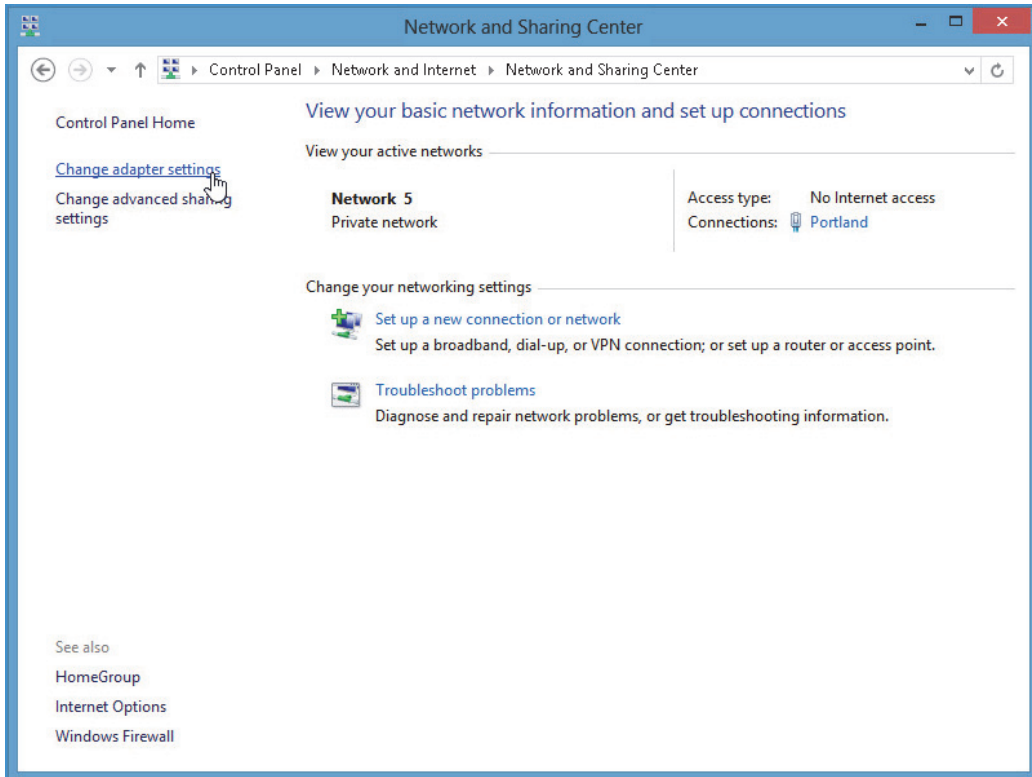 Network and Sharing Center
Control Panel Network and Internet Network and Sharing Center
Control Panel Home
Change adapter settings
Change advanced sharing
settings
View your basic network information and set up connections
View your active networks
Network 5
Private network
Access type: No Internet access
Connections: Portland
Change your networking settings
Set up a new connection or network
Set up a broadband, dial-up, or VPN connection; or set up a router or access point.
Troubleshoot problems
Diagnose and repair network problems, or get troubleshooting information.
See also
HomeGroup
Internet Options
Windows Firewall